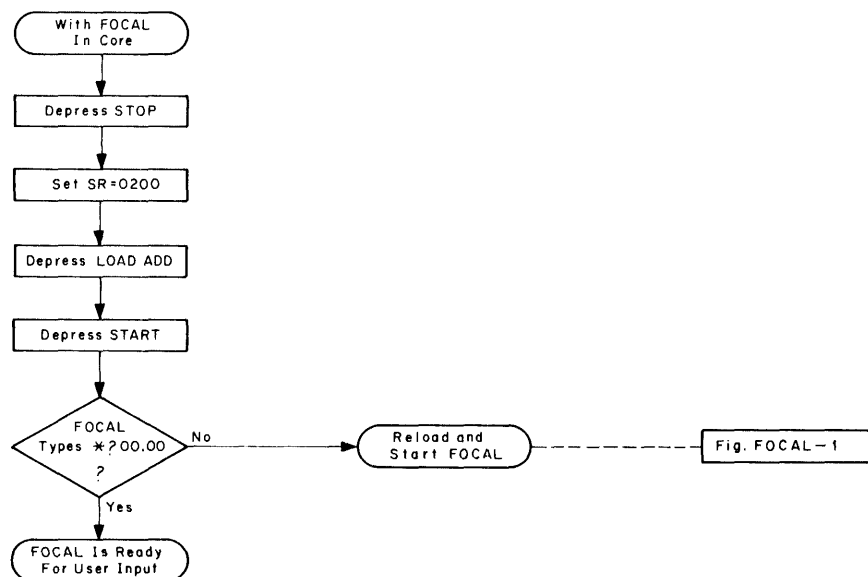 With FOCAL
In Core
Depress STOP
Set SR=0200
Depress LOAD ADD
Depress START
FOCAL
Types *?00.00
?
No
Reload and
Start FOCAL
Fig. FOCAL-1
Yes
FOCAL Is Ready
For User Input